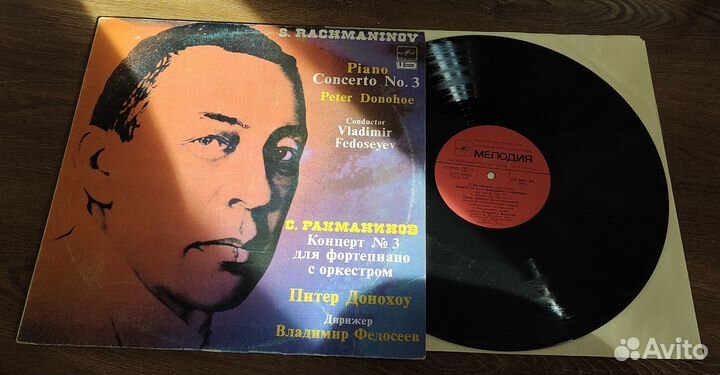 S. RACHMANINOV
Piano
Concerto No. 3
Peter Donohoe
Conductor
Vladimir
Fedoseyev
С. РАХМАНИНОВ
Концерт № 3
для фортепиано
с оркестром
Питер Донохоу
Дирижер
Владимир Федосеев
МЕЛОДИЯ
СТЕРЕО
Avito